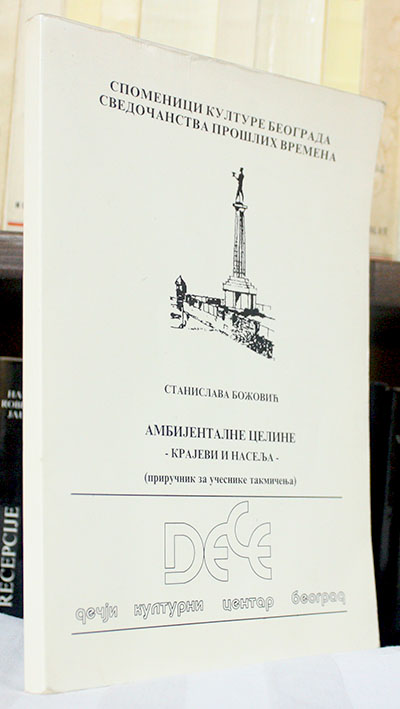 СПОМЕНИЦИ КУЛТУРЕ БЕОГРАДА
СВЕДОЧАНСТВА ПРОШЛИХ ВРЕМЕНА
СТАНИСЛАВА БОЖОВИЋ
АМБИЈЕНТАЛНЕ ЦЕЛИНЕ
- КРАЈЕВИ И НАСЕЉА -
(приручник за учеснике такмичења)
DECE
дечји културни центар београд
RECEPCIJE